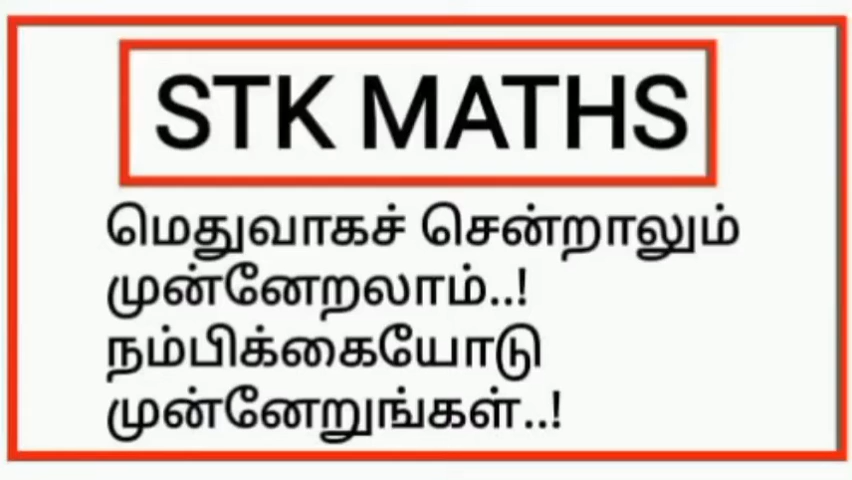 STK MATHS
மெதுவாகச் சென்றாலும்
முன்னேறலாம்..!
நம்பிக்கையோடு
முன்னேறுங்கள்..!